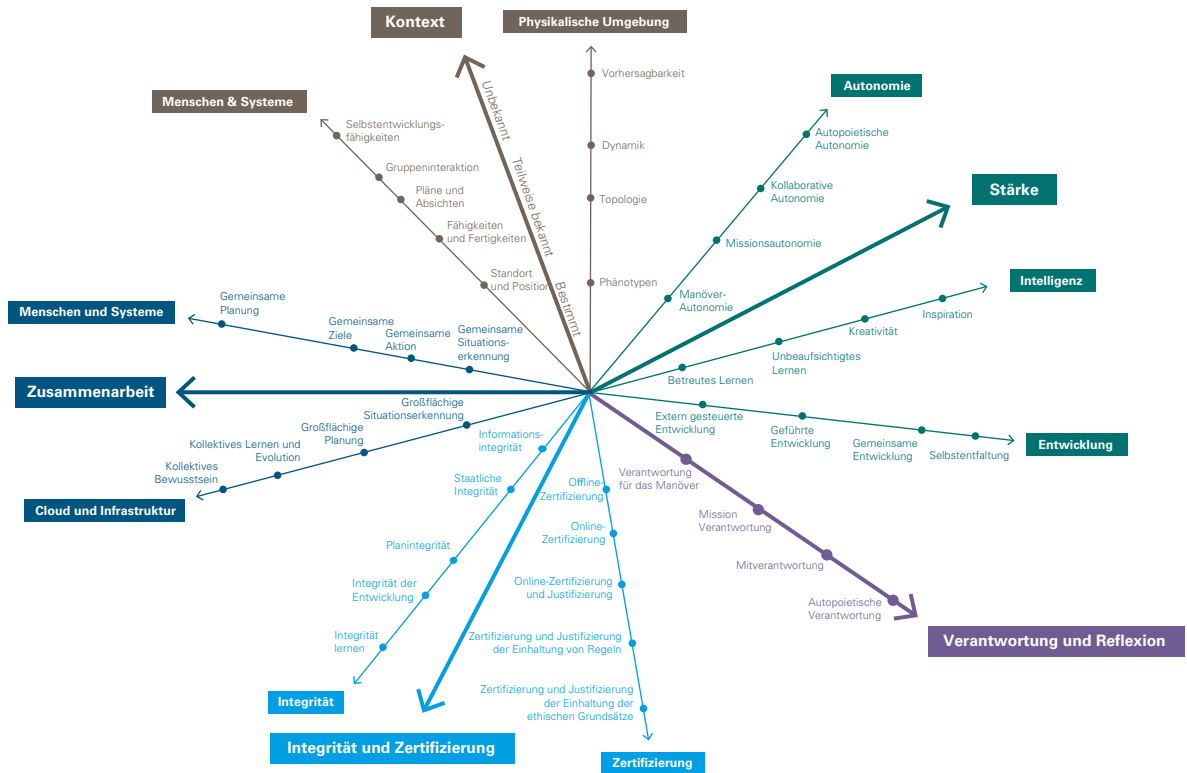 Kontext
Physikalische Umgebung
Menschen & Systeme
Unbekannt
Teilweise bekannt
Bestimmt
Selbstentwicklungs-
fähigkeiten
Gruppeninteraktion
Pläne und
Absichten
Fähigkeiten
und Fertigkeiten
Standort
und Position
Vorhersagbarkeit
Dynamik
Topologie
Phänotypen
Autonomie
Autopoietische
Autonomie
Kollaborative
Autonomie
Missionsautonomie
Manöver-
Autonomie
Stärke
Intelligenz
Inspiration
Kreativität
Unbeaufsichtigtes
Lernen
Betreutes Lernen
Entwicklung
Extern gesteuerte
Entwicklung
Geführte
Entwicklung
Gemeinsame
Entwicklung
Selbstentfaltung
Menschen und Systeme
Gemeinsame
Planung
Gemeinsame
Ziele
Gemeinsame
Aktion
Gemeinsame
Situations-
erkennung
Zusammenarbeit
Großflächige
Situationserkennung
Großflächige
Planung
Kollektives Lernen und
Evolution
Kollektives
Bewusstsein
Cloud und Infrastruktur
Informations-
integrität
Staatliche
Integrität
Planintegrität
Integrität der
Entwicklung
Integrität
lernen
Integrität
Integrität und Zertifizierung
Offline-
Zertifizierung
Online-
Zertifizierung
Online-Zertifizierung
und Justifizierung
Zertifizierung und Justifizierung
der Einhaltung von Regeln
Zertifizierung und Justifizierung
der Einhaltung der
ethischen Grundsätze
Zertifizierung
Verantwortung
für das Manöver
Mission
Verantwortung
Mitverantwortung
Autopoietische
Verantwortung
Verantwortung und Reflexion